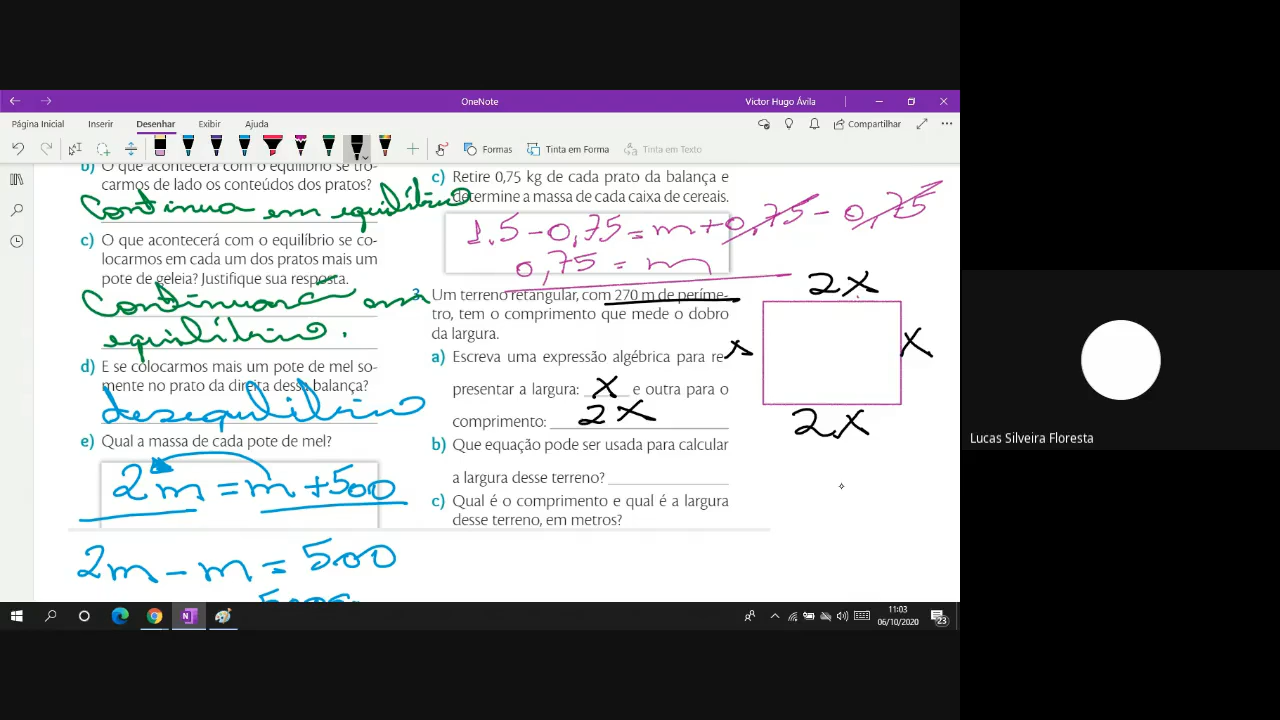 OneNote
Victor Hugo Ávila
Página Inicial
Inserir
Desenhar
Exibir
Ajuda
Compartilhar
Formas
Tinta em Forma
Tinta em Texto
b) O que acontecerá com o equilíbrio se tro-
carmos de lado os conteúdos dos pratos?
Continua em equilíbrio
c) O que acontecerá com o equilíbrio se co-
locarmos em cada um dos pratos mais um
pote de geleia? Justifique sua resposta.
Continuará em
equilíbrio.
d) E se colocarmos mais um pote de mel so-
mente no prato da direita dessa balança?
desequilíbrio
e) Qual a massa de cada pote de mel?
2m = m + 500
2m - m = 500
c) Retire 0,75 kg de cada prato da balança e
determine a massa de cada caixa de cereais.
1.5 - 0,75 = m + 0,75 - 0,75
0,75 = m
3. Um terreno retangular, com 270 m de períme-
tro, tem o comprimento que mede o dobro
da largura.
a) Escreva uma expressão algébrica para re-
presentar a largura: x e outra para o
comprimento: 2x
b) Que equação pode ser usada para calcular
a largura desse terreno?
c) Qual é o comprimento e qual é a largura
desse terreno, em metros?
2x
x
x
2x
Lucas Silveira Floresta
11:03
06/10/2020
23